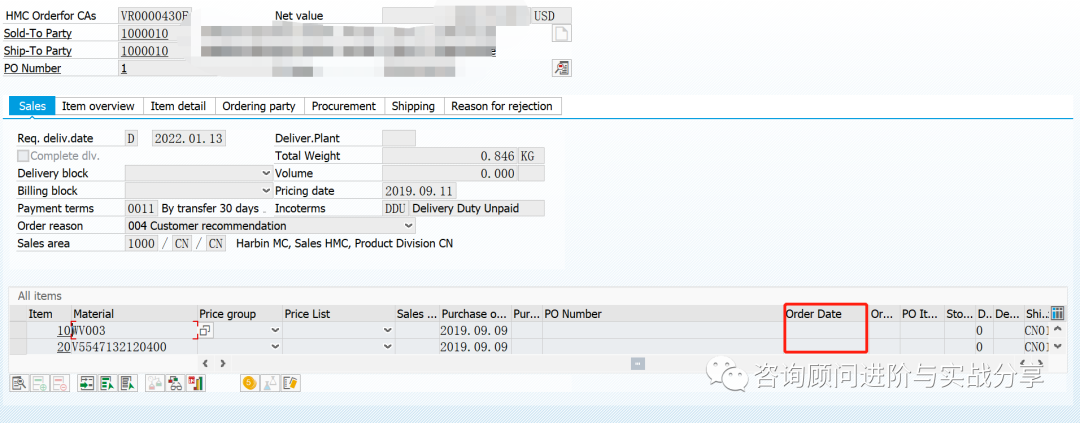 HMC Orderfor CAs VR0000430F Net value USD
Sold-To Party 1000010
Ship-To Party 1000010
PO Number 1
Sales Item overview Item detail Ordering party Procurement Shipping Reason for rejection
Req. deliv.date D 2022.01.13 Deliver.Plant
Complete dlv. Total Weight 0.846 KG
Delivery block Volume 0.000
Billing block Pricing date 2019.09.11
Payment terms 0011 By transfer 30 days . Incoterms DDU Delivery Duty Unpaid
Order reason 004 Customer recommendation
Sales area 1000 / CN / CN Harbin MC, Sales HMC, Product Division CN
All items
Item Material Price group Price List Sales ... Purchase o... Pur... PO Number Order Date Or... PO It... Sto... D.. De... Shi..
10 WV003 2019.09.09 0 CN01
20 V5547132120400 2019.09.09 0 CN01
咨询顾问进阶与实战分享